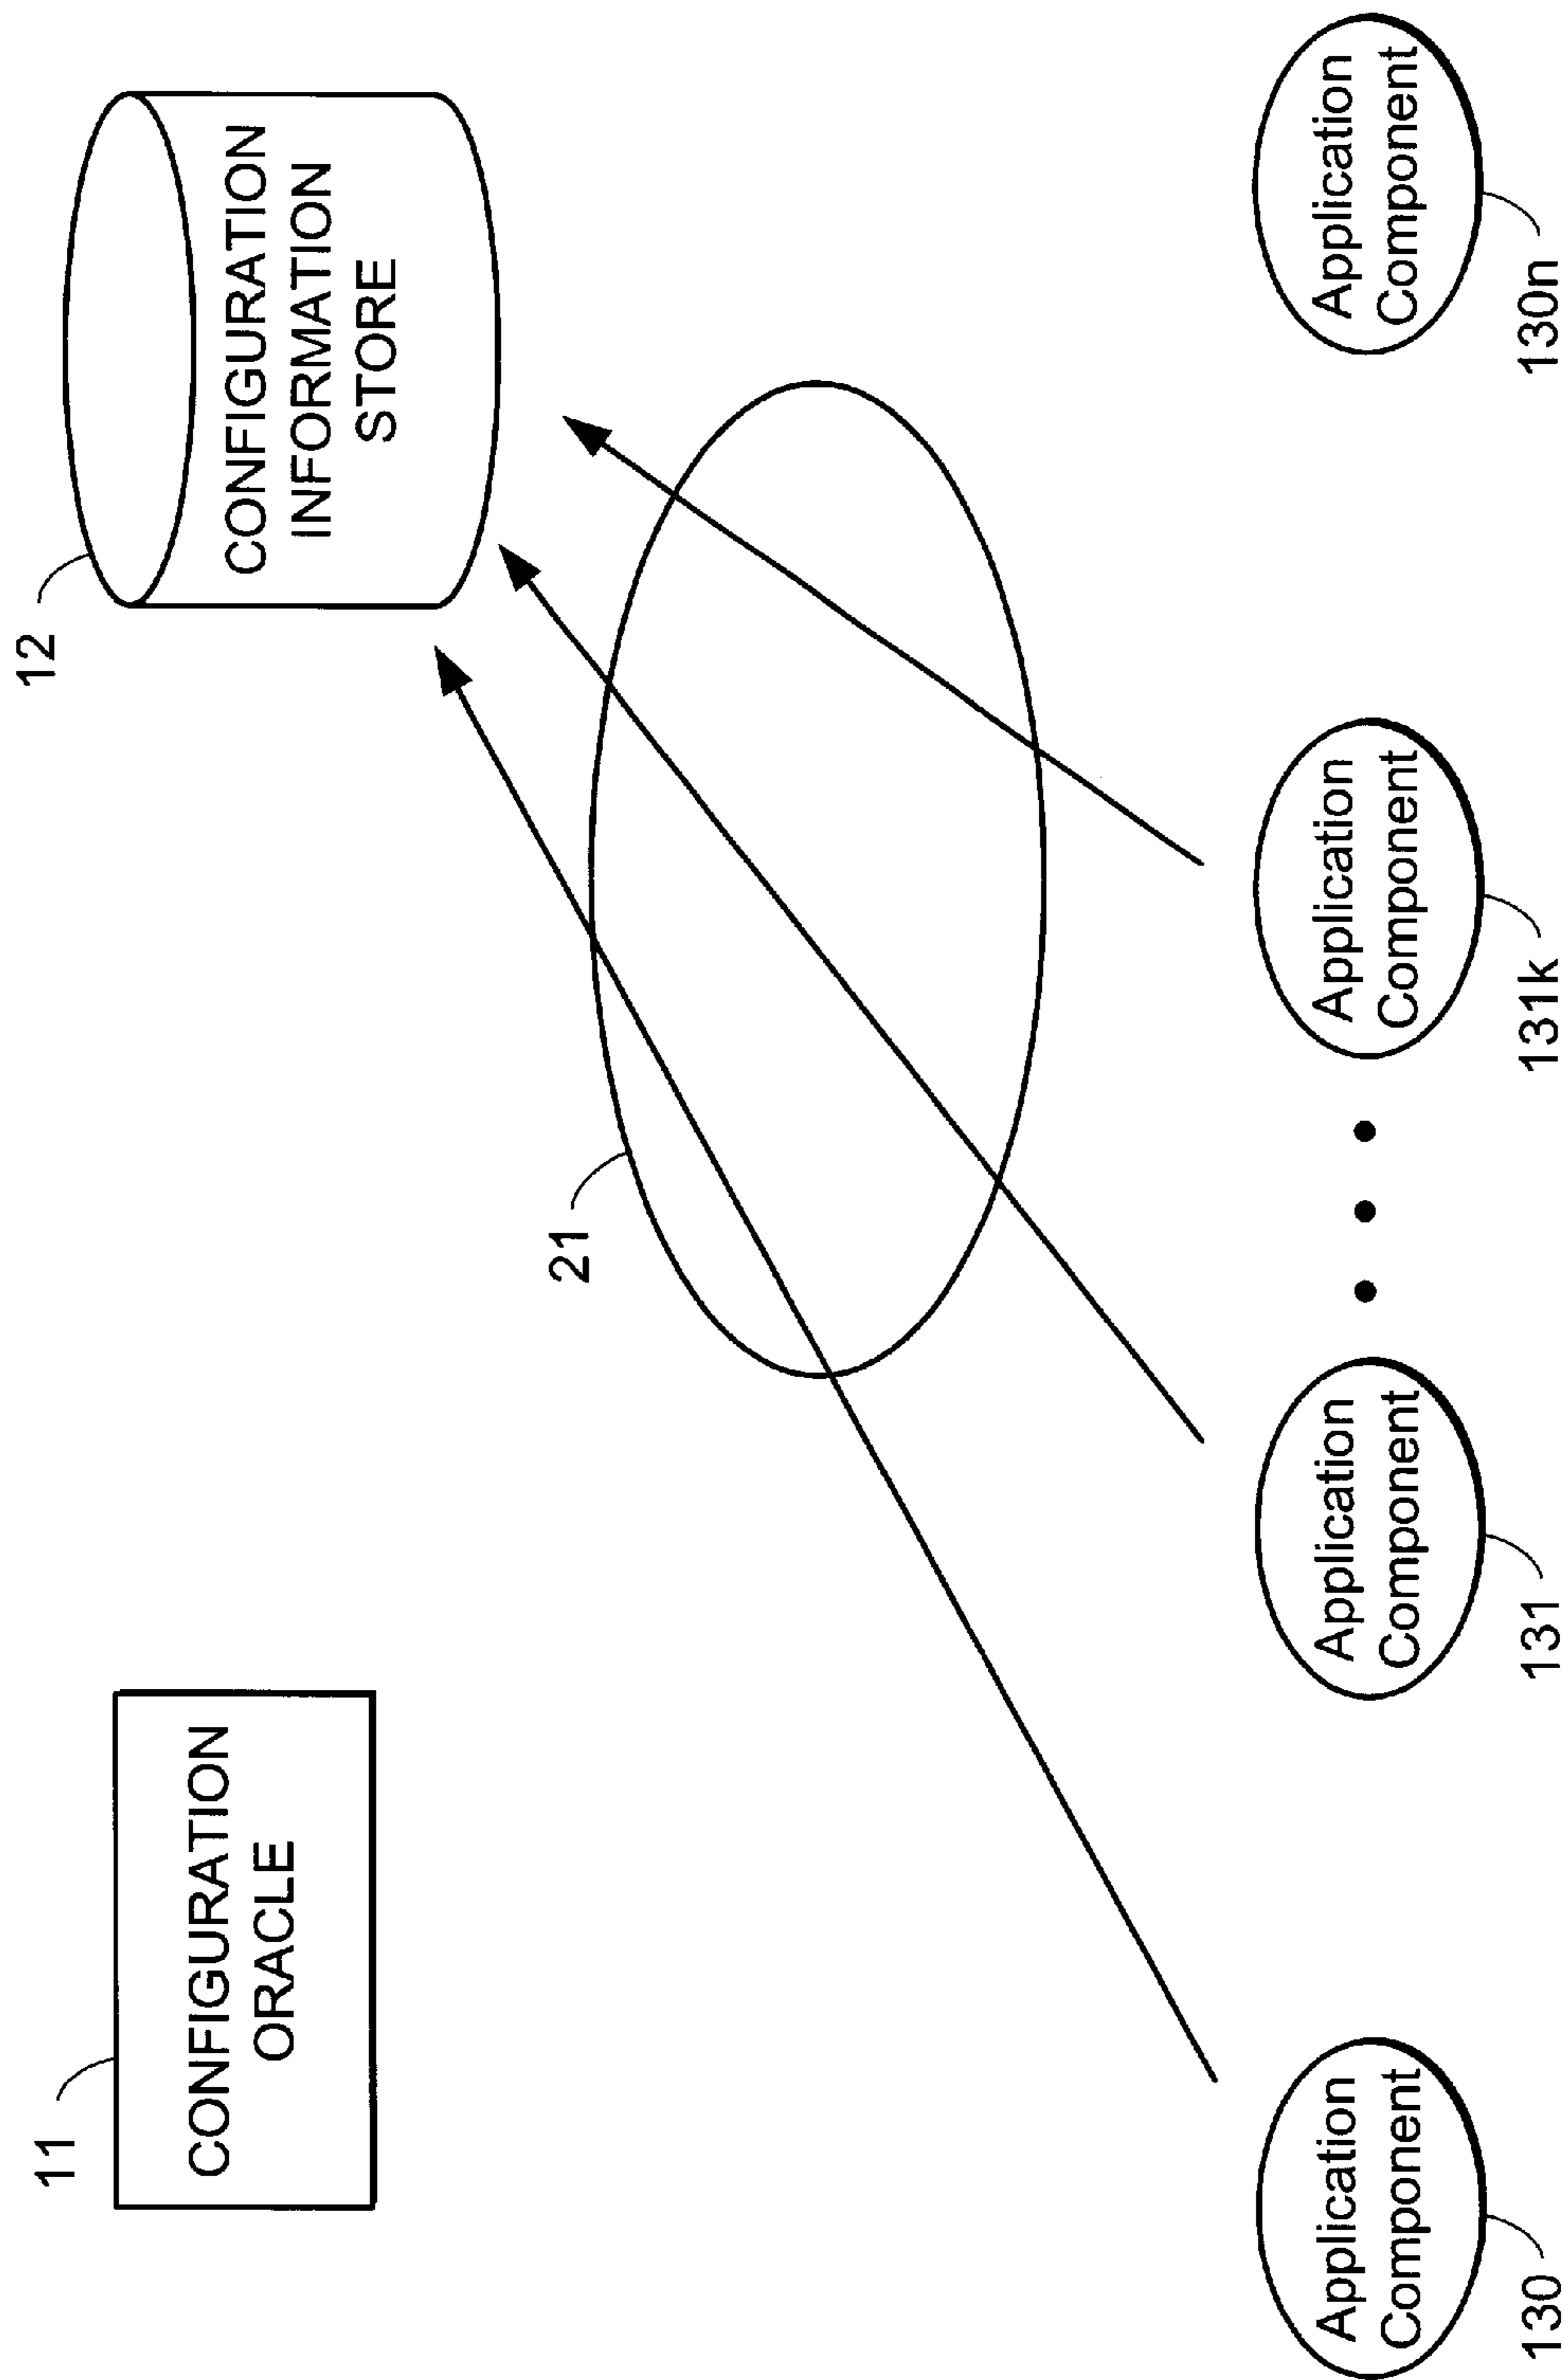 11
CONFIGURATION
ORACLE
12
CONFIGURATION
INFORMATION
STORE
21
Application
Component
130
Application
Component
131
Application
Component
131k
Application
Component
130n